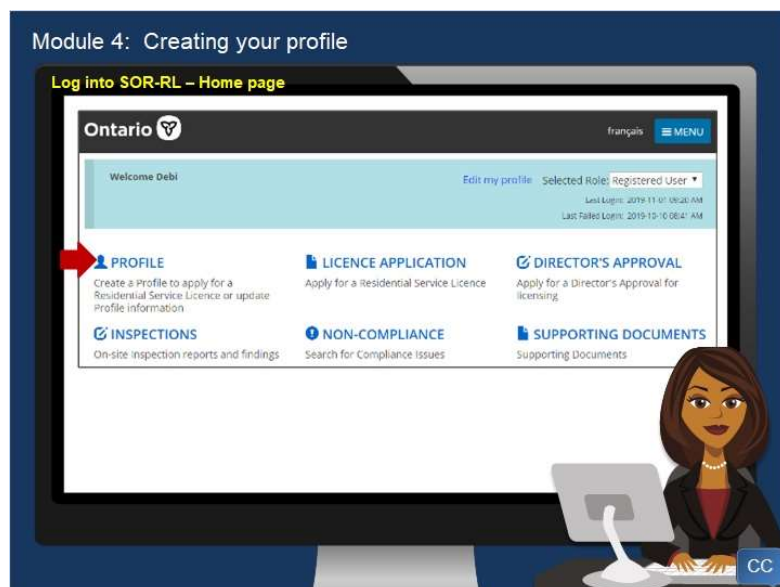 Module 4: Creating your profile
Log into SOR-RL – Home page
Ontario
français
MENU
Welcome Debi
Edit my profile
Selected Role: Registered User
Last Login: 2019-11-01 09:20 AM
Last Failed Login: 2019-10-10 08:41 AM
PROFILE
Create a Profile to apply for a
Residential Service Licence or update
Profile information
LICENCE APPLICATION
Apply for a Residential Service Licence
DIRECTOR'S APPROVAL
Apply for a Director's Approval for
licensing
INSPECTIONS
On-site Inspection reports and findings
NON-COMPLIANCE
Search for Compliance Issues
SUPPORTING DOCUMENTS
Supporting Documents
CC